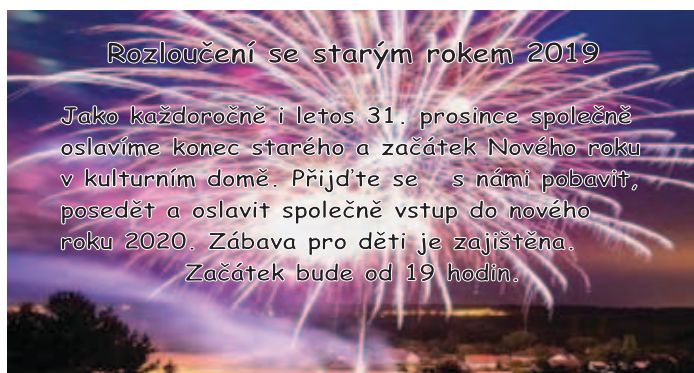 Rozloučení se starým rokem 2019
Jako každoročně i letos 31. prosince společně
oslavíme konec starého a začátek Nového roku
v kulturním domě. Přijďte se s námi pobavit,
posedět a oslavit společně vstup do nového
roku 2020. Zábava pro děti je zajištěna.
Začátek bude od 19 hodin.